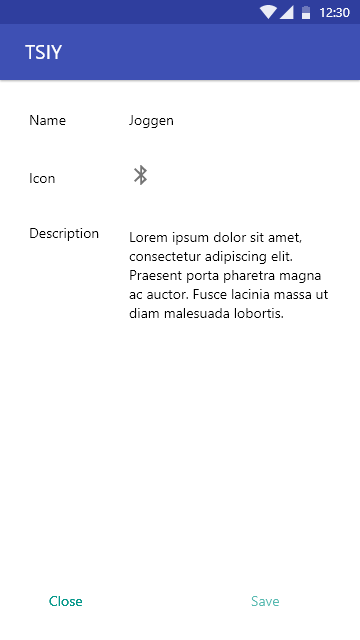 12:30
TSIY
Name
Joggen
Icon
Description
Lorem ipsum dolor sit amet,
consectetur adipiscing elit.
Praesent porta pharetra magna
ac auctor. Fusce lacinia massa ut
diam malesuada lobortis.
Close
Save